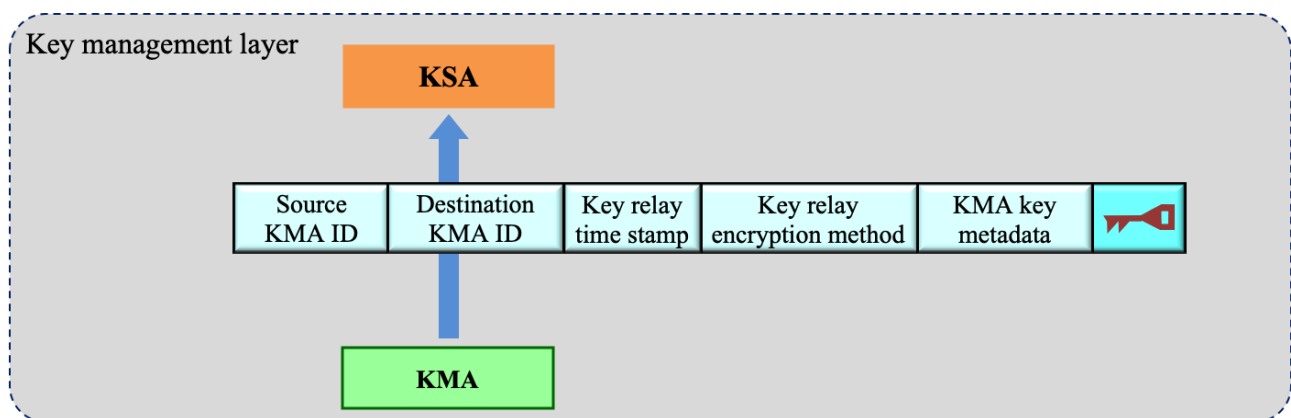 Key management layer
KSA
Source
KMA ID
Destination
KMA ID
Key relay
time stamp
Key relay
encryption method
KMA key
metadata
KMA